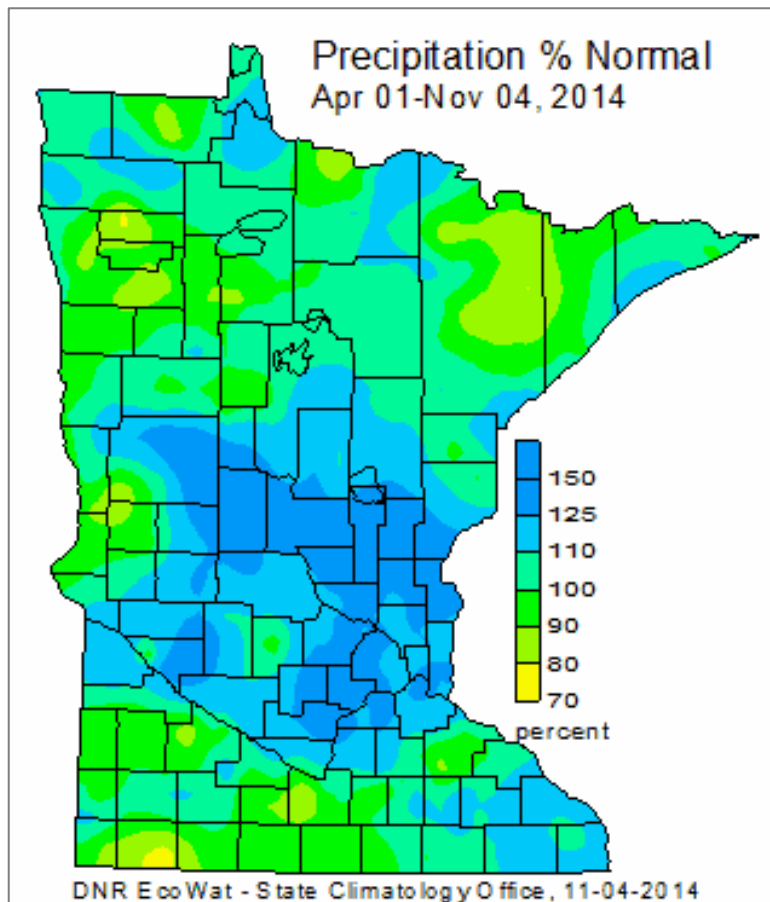 Precipitation % Normal
Apr 01-Nov 04, 2014
150
125
110
100
90
80
70
percent
DNR EcoWat - State Climatology Office, 11-04-2014